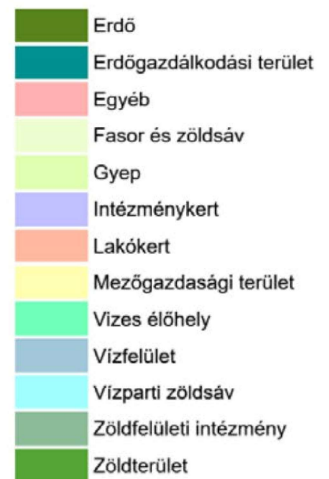 Erdő
Erdőgazdálkodási terület
Egyéb
Fasor és zöldsáv
Gyep
Intézménykert
Lakókert
Mezőgazdasági terület
Vizes élőhely
Vízfelület
Vízparti zöldsáv
Zöldfelületi intézmény
Zöldterület